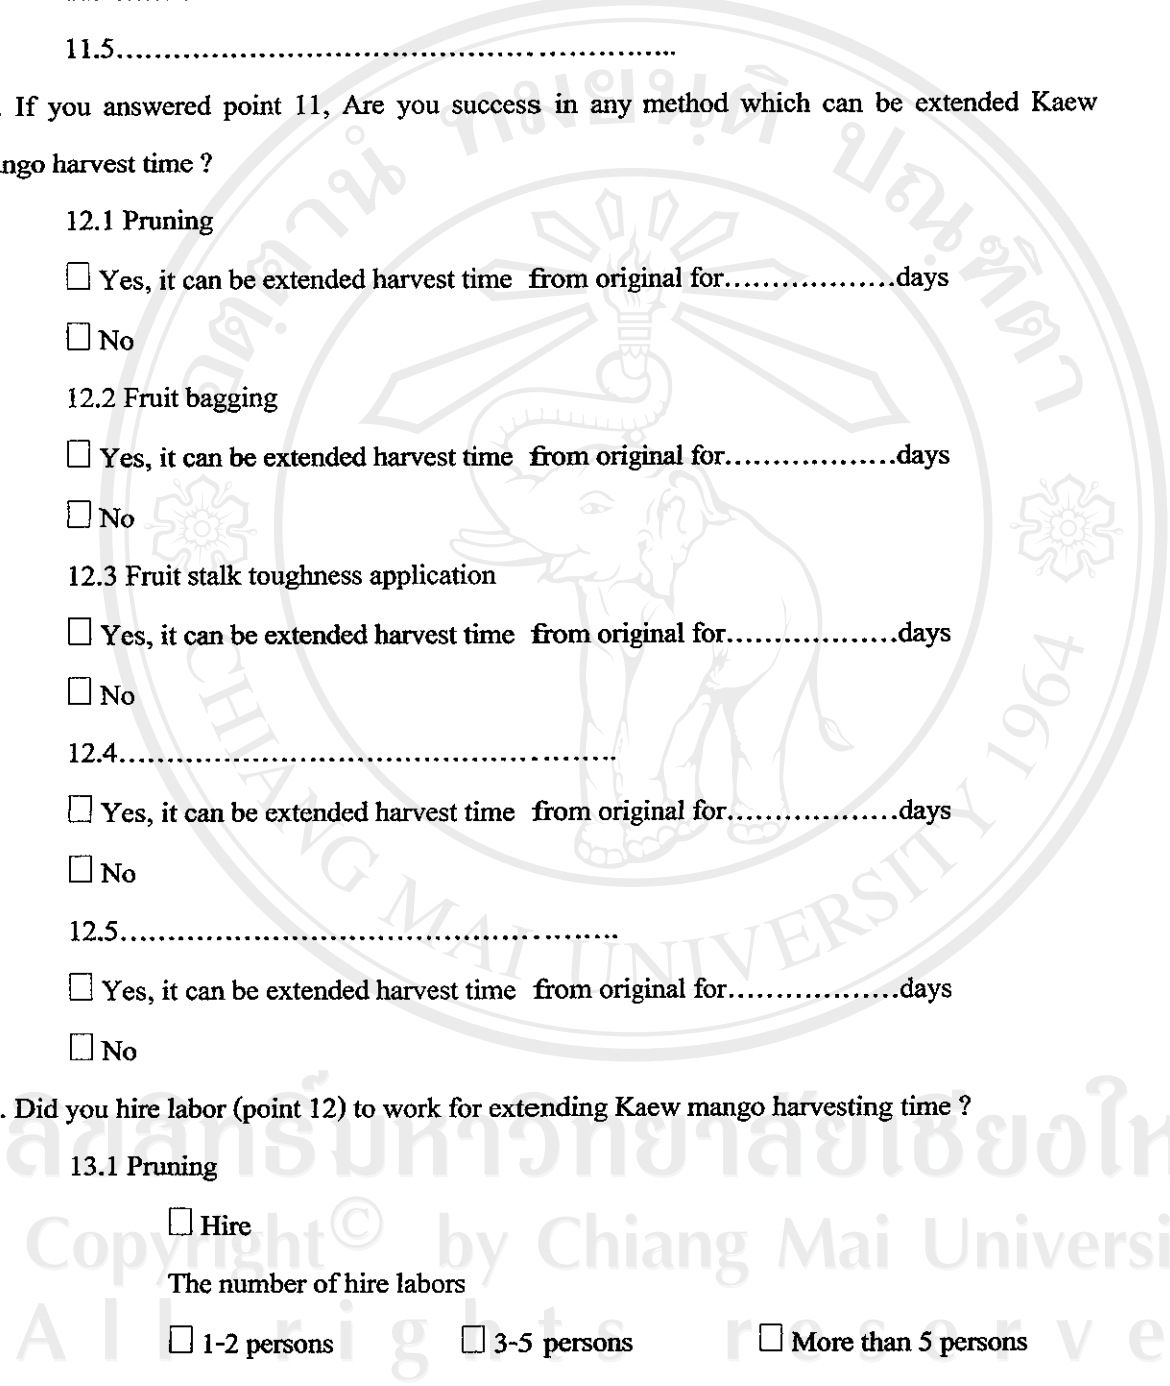 11.5............................................................
. If you answered point 11, Are you success in any method which can be extended Kaew
ngo harvest time ?
12.1 Pruning
☐ Yes, it can be extended harvest time from original for..................days
☐ No
12.2 Fruit bagging
☐ Yes, it can be extended harvest time from original for..................days
☐ No
12.3 Fruit stalk toughness application
☐ Yes, it can be extended harvest time from original for..................days
☐ No
12.4....................................................
☐ Yes, it can be extended harvest time from original for..................days
☐ No
12.5....................................................
☐ Yes, it can be extended harvest time from original for..................days
☐ No
. Did you hire labor (point 12) to work for extending Kaew mango harvesting time ?
13.1 Pruning
☐ Hire
The number of hire labors
☐ 1-2 persons ☐ 3-5 persons ☐ More than 5 persons
CHIANG MAI UNIVERSITY 1964
Copyright© by Chiang Mai Universi
All rights reserve